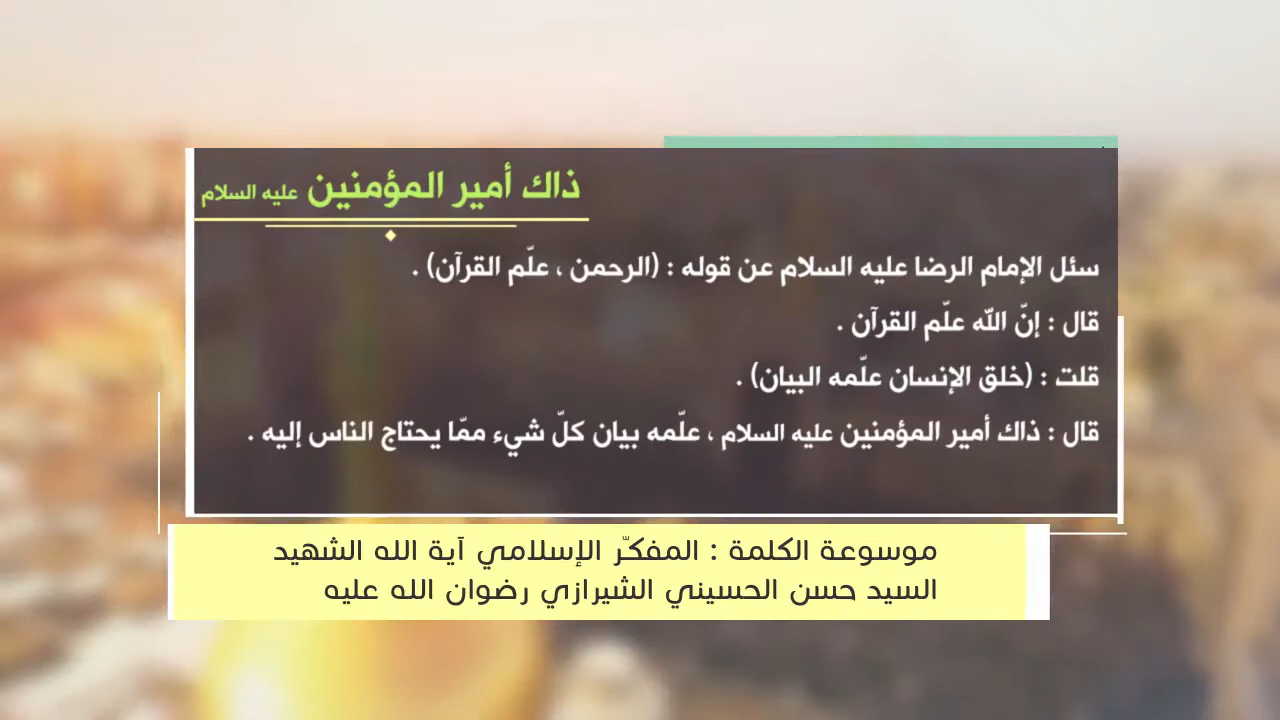 ذاك أمير المؤمنين عليه السلام
سئل الإمام الرضا عليه السلام عن قوله : (الرحمن ، علّم القرآن) .
قال : إنّ الله علّم القرآن .
قلت : (خلق الإنسان علّمه البيان) .
قال : ذاك أمير المؤمنين عليه السلام ، علّمه بيان كلّ شيء ممّا يحتاج الناس إليه .
موسوعة الكلمة : المفكّر الإسلامي آية الله الشهيد
السيد حسن الحسيني الشيرازي رضوان الله عليه